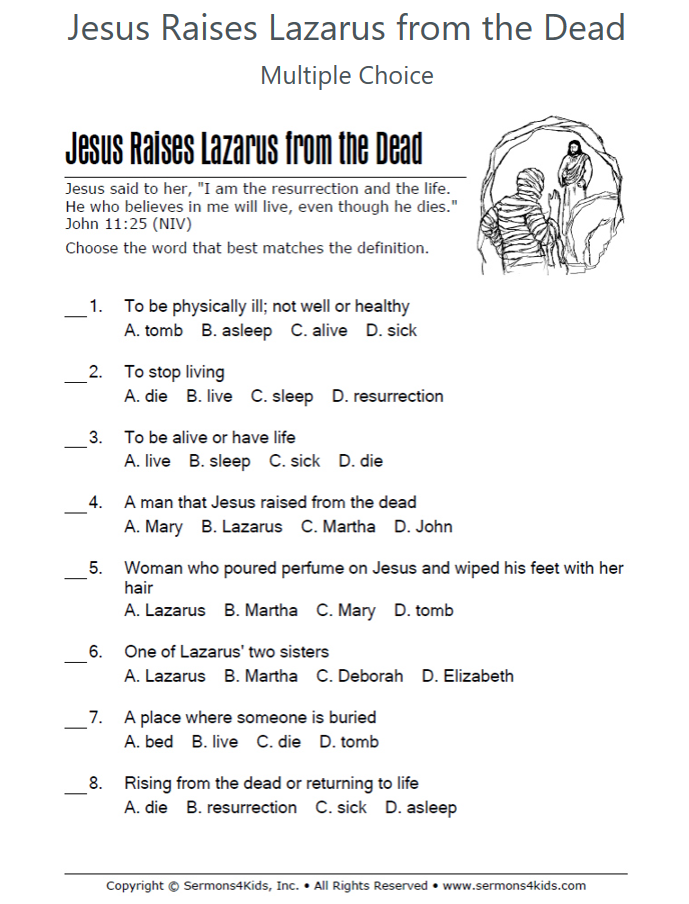 Jesus Raises Lazarus from the Dead
Multiple Choice
Jesus Raises Lazarus from the Dead
Jesus said to her, "I am the resurrection and the life.
He who believes in me will live, even though he dies."
John 11:25 (NIV)
Choose the word that best matches the definition.
___1. To be physically ill; not well or healthy
A. tomb B. asleep C. alive D. sick
___2. To stop living
A. die B. live C. sleep D. resurrection
___3. To be alive or have life
A. live B. sleep C. sick D. die
___4. A man that Jesus raised from the dead
A. Mary B. Lazarus C. Martha D. John
___5. Woman who poured perfume on Jesus and wiped his feet with her
hair
A. Lazarus B. Martha C. Mary D. tomb
___6. One of Lazarus' two sisters
A. Lazarus B. Martha C. Deborah D. Elizabeth
___7. A place where someone is buried
A. bed B. live C. die D. tomb
___8. Rising from the dead or returning to life
A. die B. resurrection C. sick D. asleep
Copyright © Sermons4Kids, Inc. • All Rights Reserved • www.sermons4kids.com